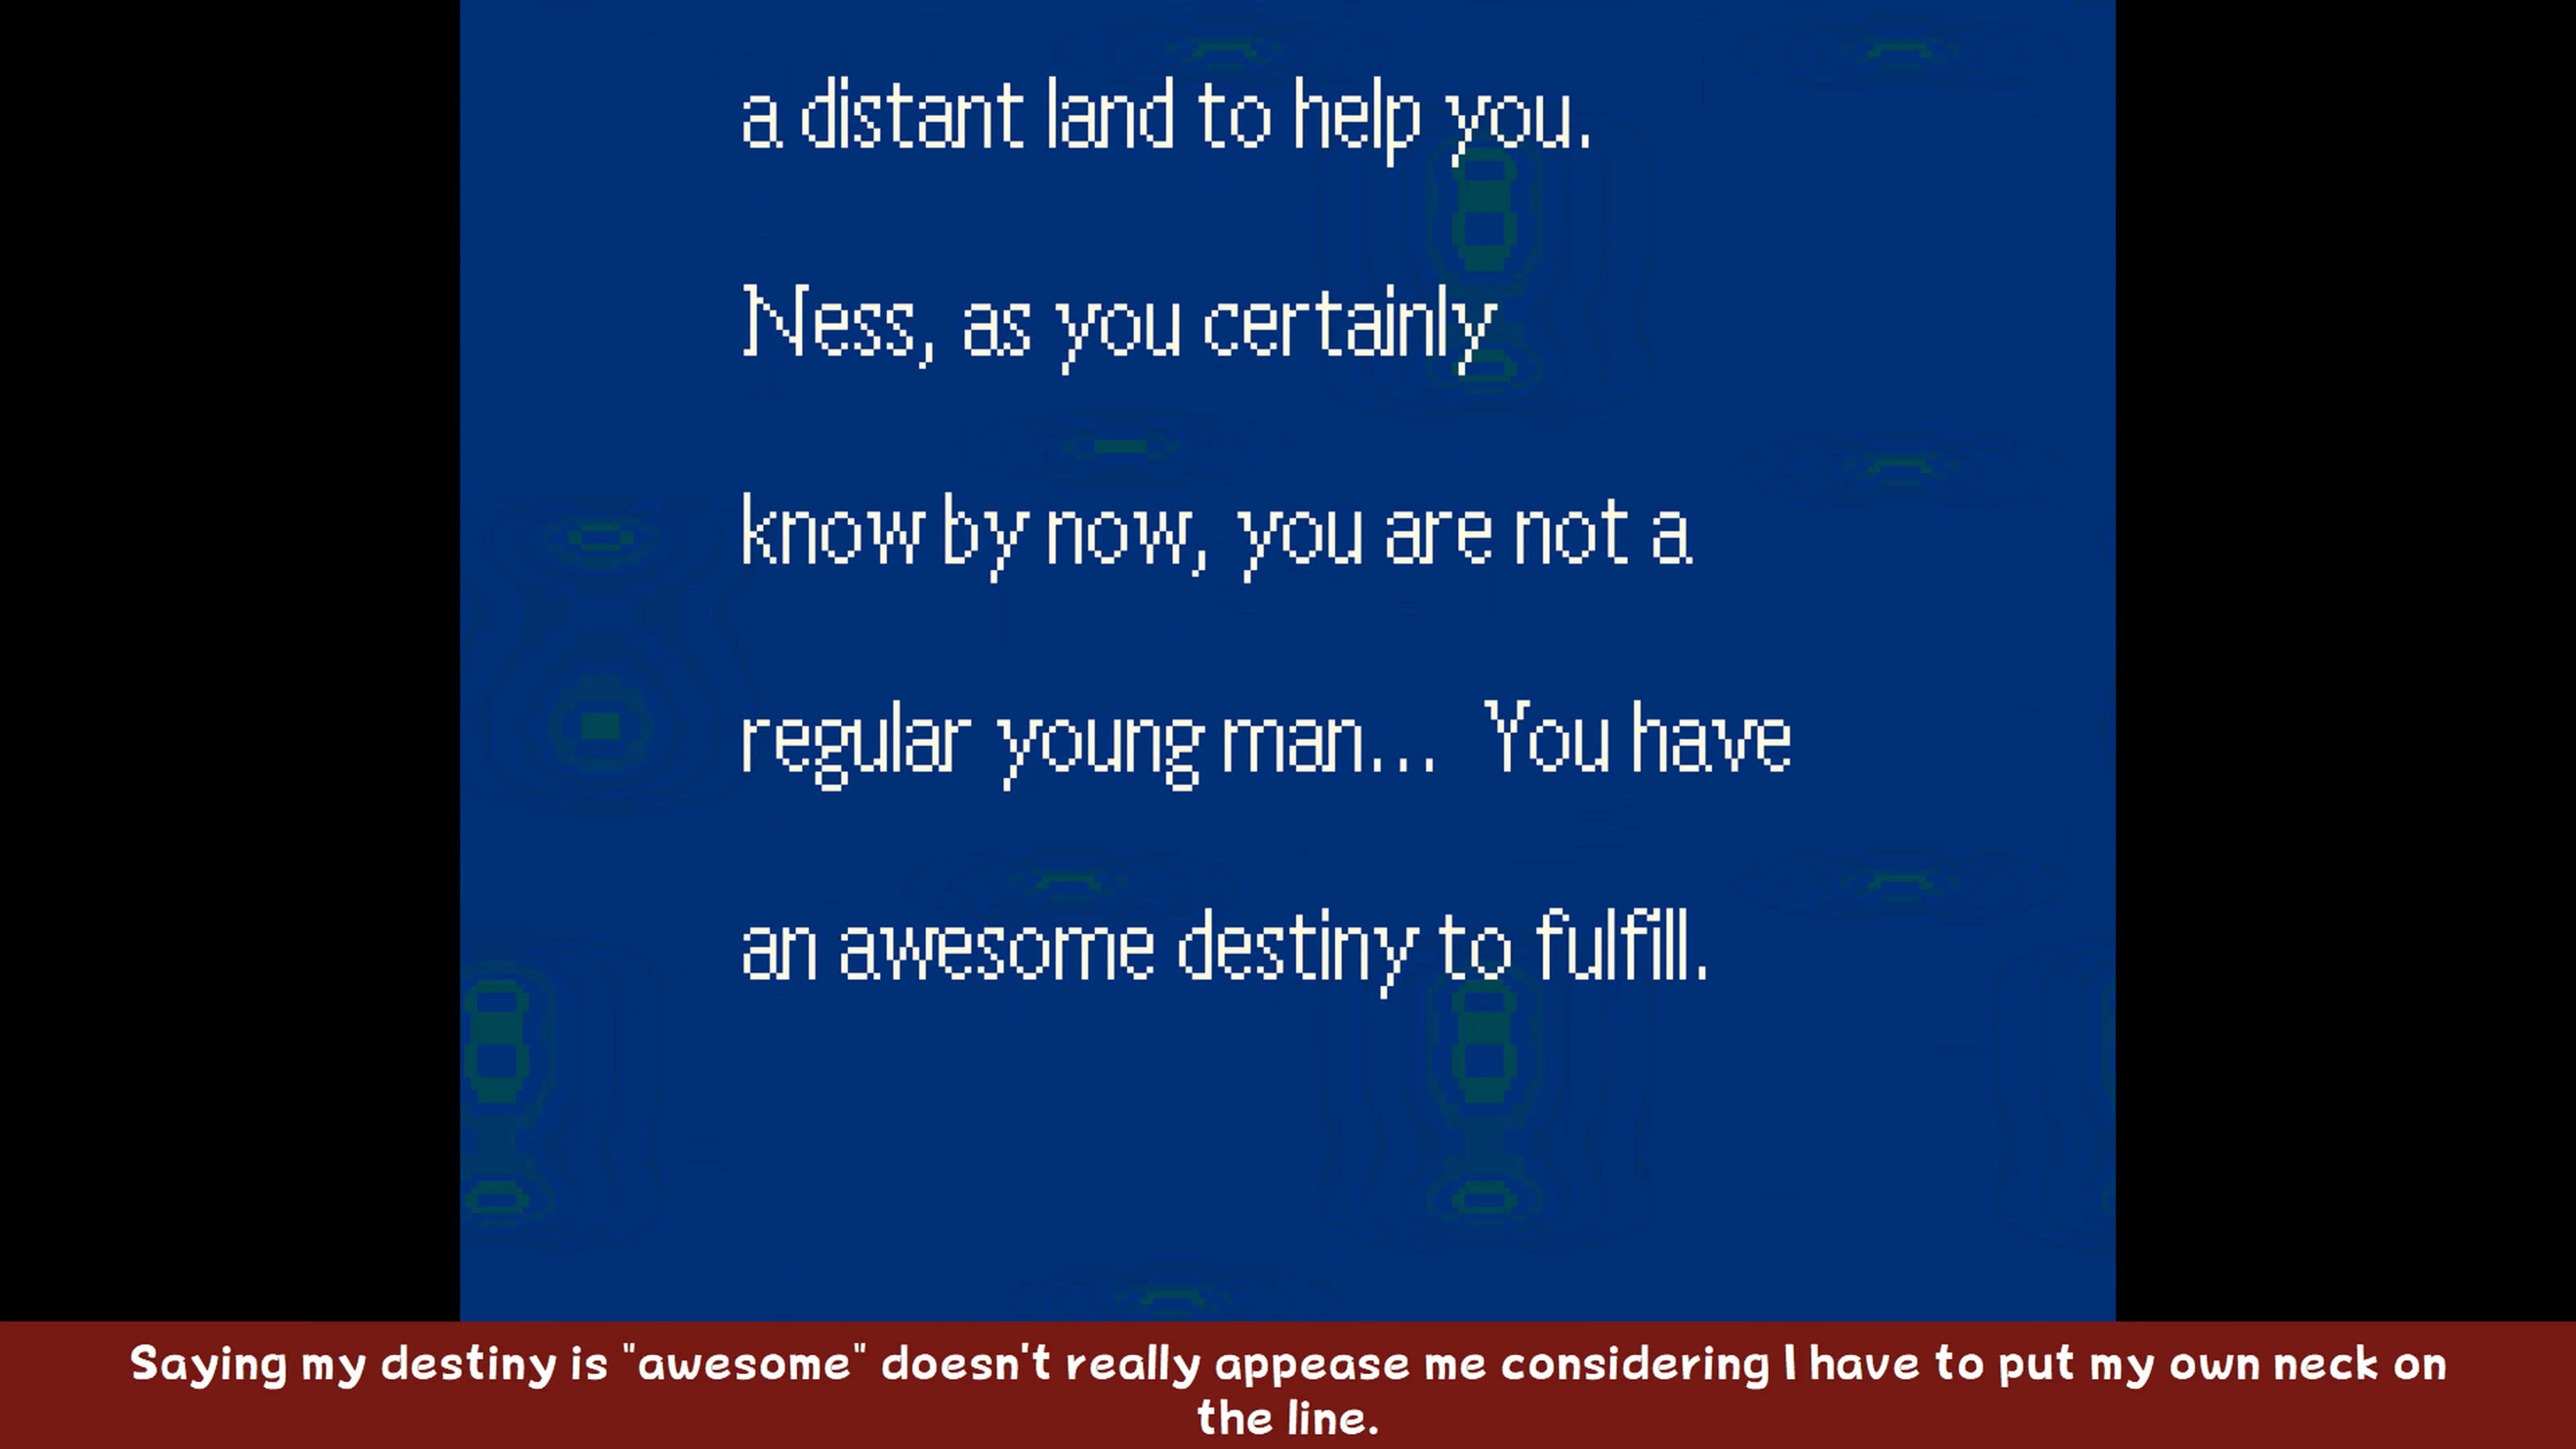 a distant land to help you.
Ness, as you certainly
know by now, you are not a
regular young man... You have
an awesome destiny to fulfill.
Saying my destiny is "awesome" doesn't really appease me considering I have to put my own neck on
the line.